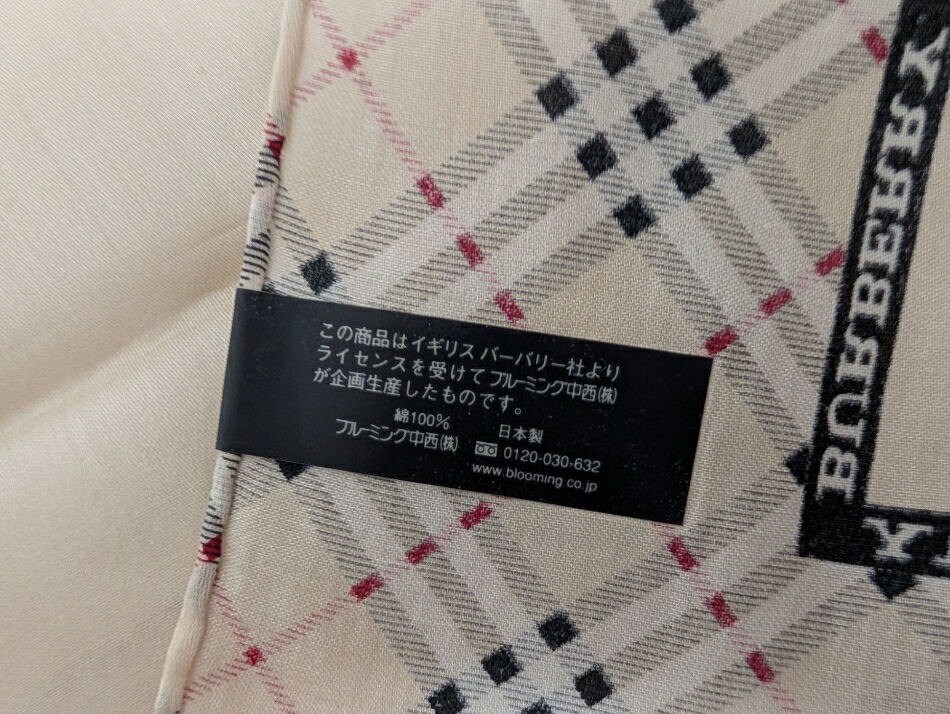 この商品はイギリス バーバリー社より
ライセンスを受けてブルーミング中西㈱
が企画生産したものです。
綿100% 日本製
ブルーミング中西㈱ 0120-030-632
www.blooming.co.jp
BURBERRY
Y